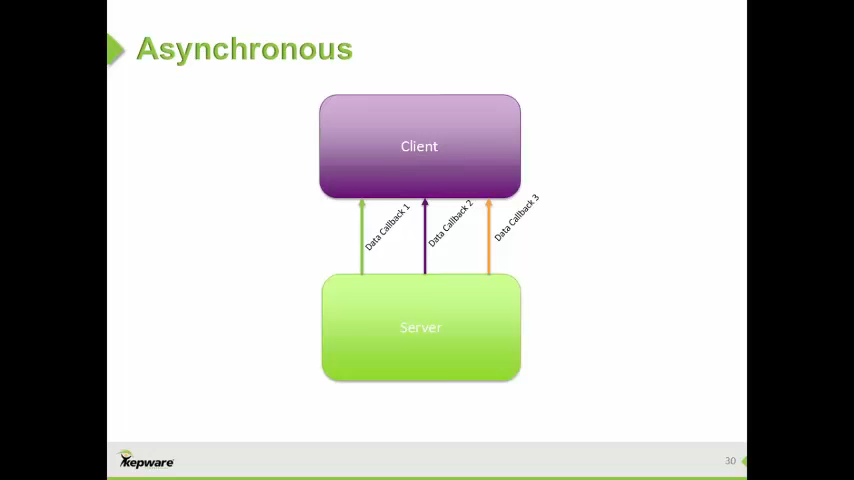 Asynchronous
Client
Data Callback 1
Data Callback 2
Data Callback 3
Server
kepware
30